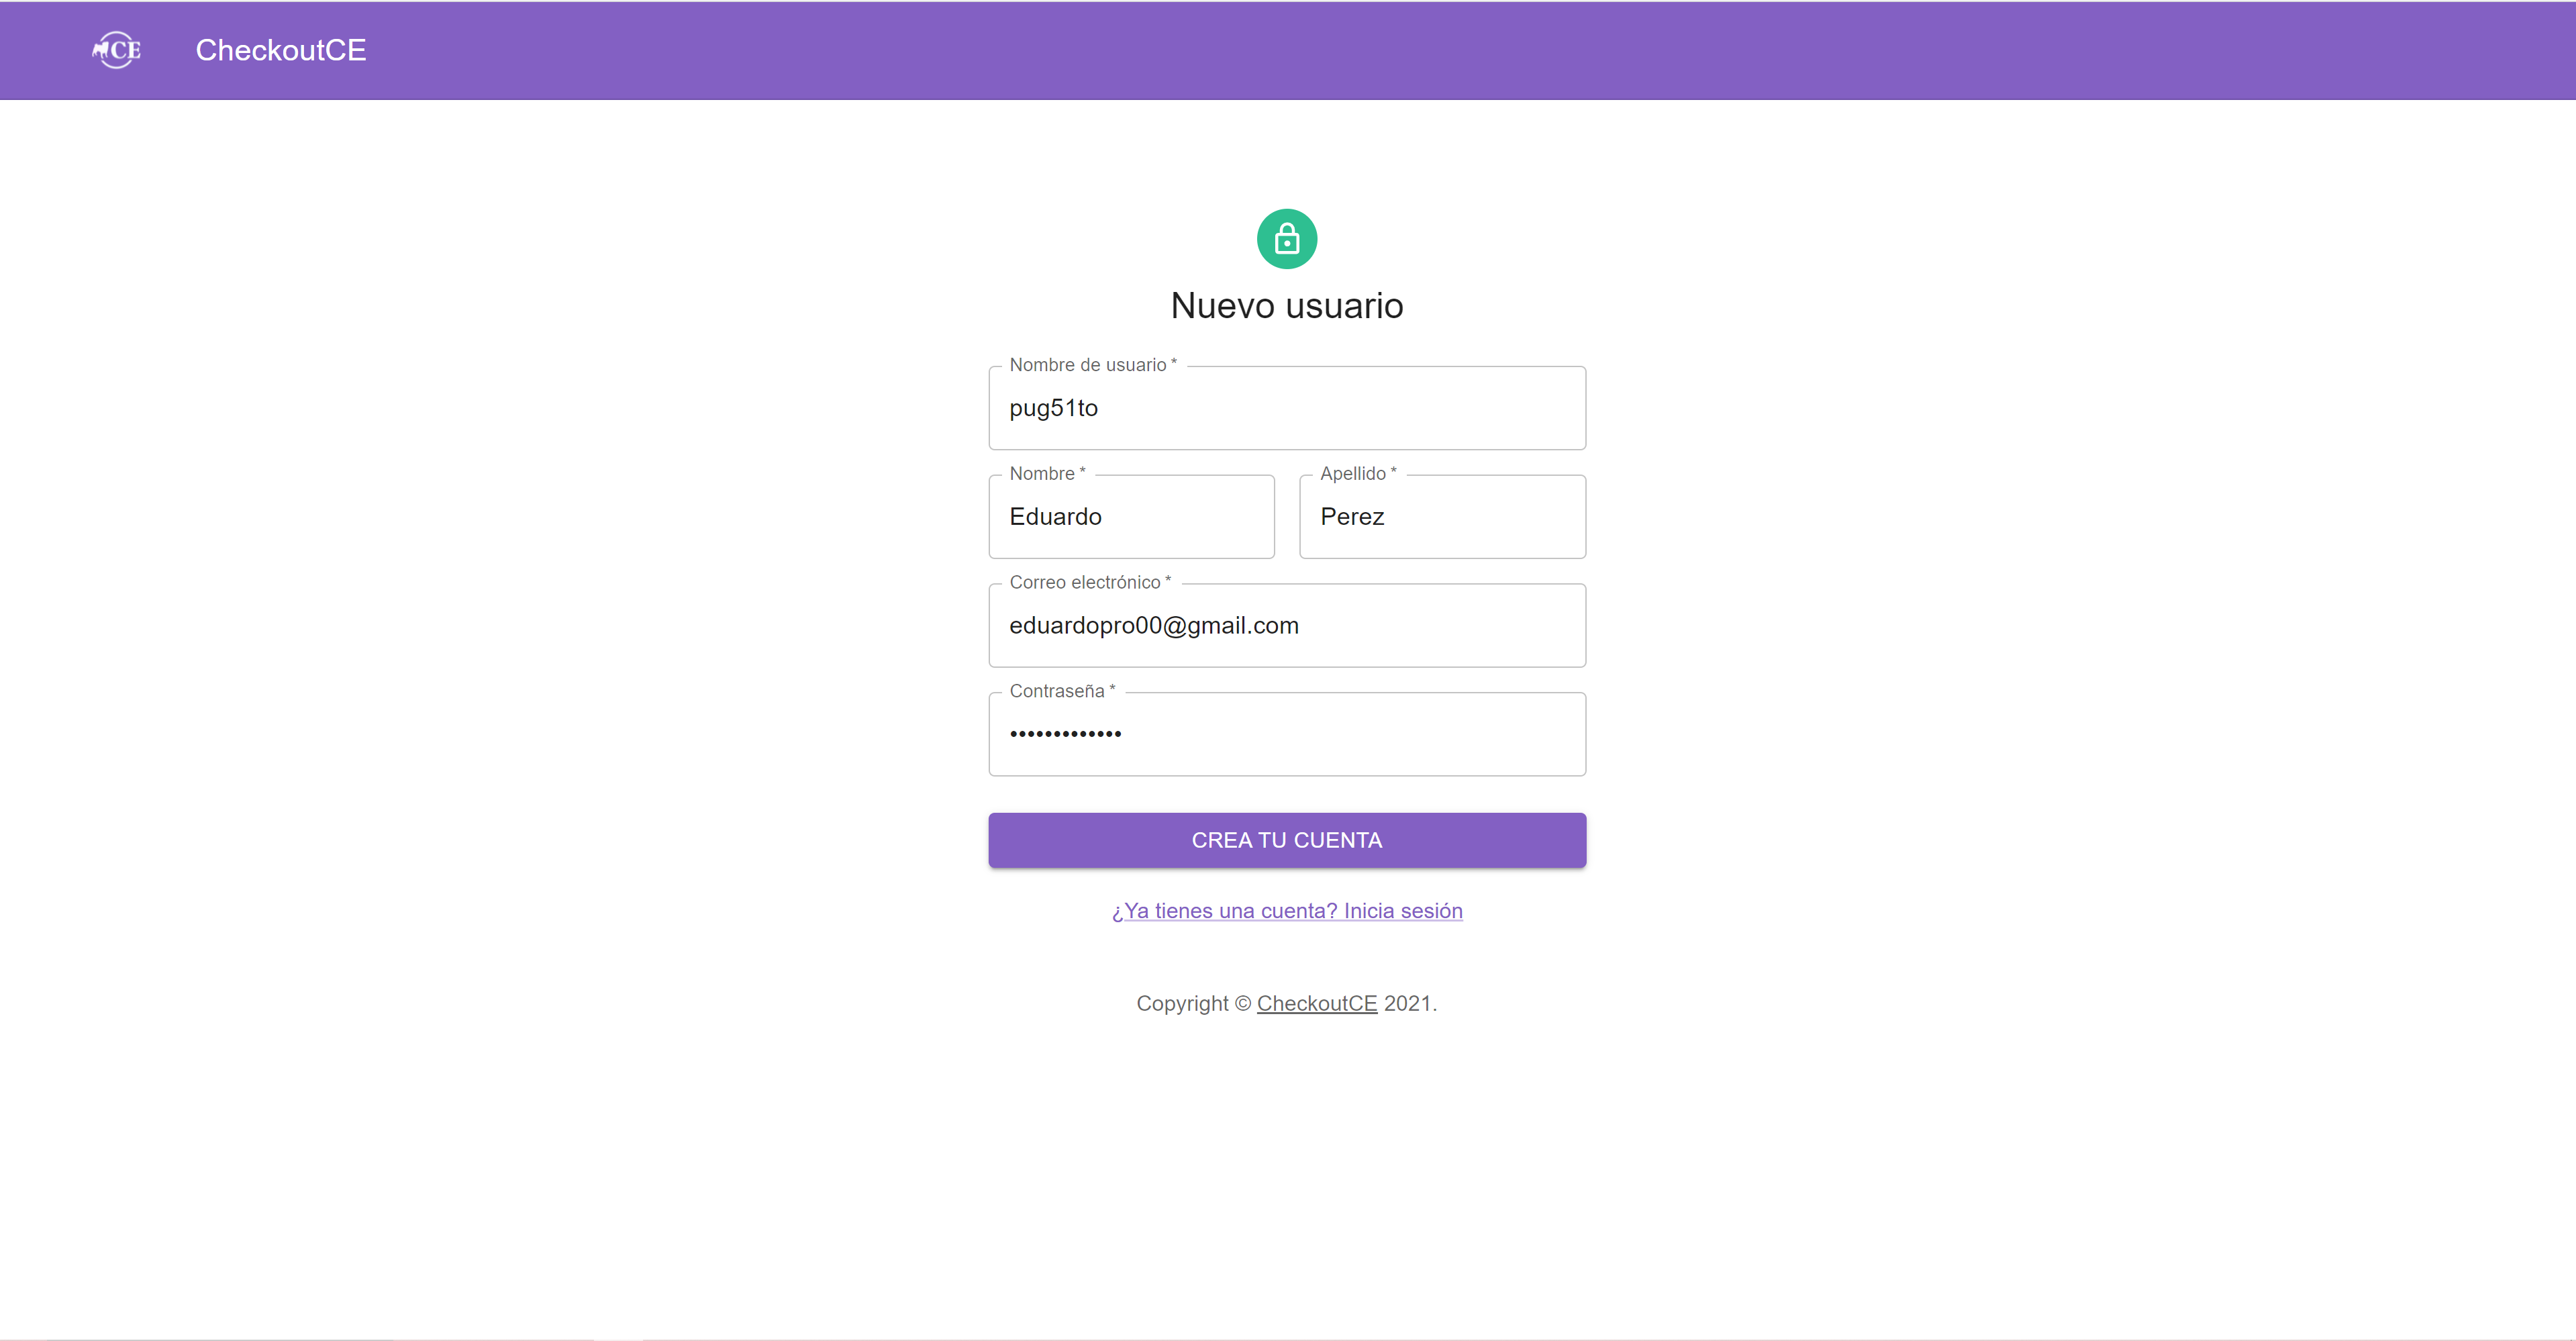 CE CheckoutCE
Nuevo usuario
Nombre de usuario *
pug51to
Nombre * Apellido *
Eduardo Perez
Correo electrónico *
eduardopro00@gmail.com
Contraseña *
•••••••••••••
CREA TU CUENTA
¿Ya tienes una cuenta? Inicia sesión
Copyright © CheckoutCE 2021.